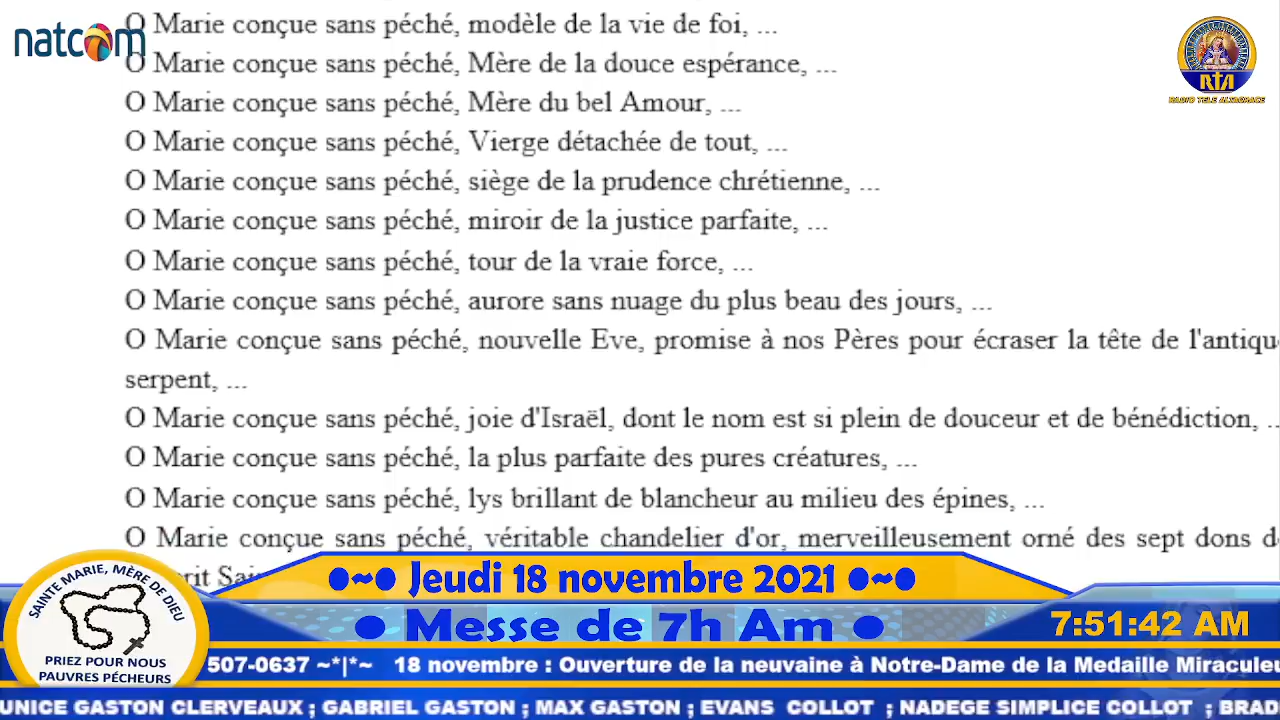 natcom
O Marie conçue sans péché, modèle de la vie de foi, ...
O Marie conçue sans péché, Mère de la douce espérance, ...
O Marie conçue sans péché, Mère du bel Amour, ...
O Marie conçue sans péché, Vierge détachée de tout, ...
O Marie conçue sans péché, siège de la prudence chrétienne, ...
O Marie conçue sans péché, miroir de la justice parfaite, ...
O Marie conçue sans péché, tour de la vraie force, ...
O Marie conçue sans péché, aurore sans nuage du plus beau des jours, ...
O Marie conçue sans péché, nouvelle Eve, promise à nos Pères pour écraser la tête de l'antiqu
serpent, ...
O Marie conçue sans péché, joie d'Israël, dont le nom est si plein de douceur et de bénédiction, ..
O Marie conçue sans péché, la plus parfaite des pures créatures, ...
O Marie conçue sans péché, lys brillant de blancheur au milieu des épines, ...
O Marie conçue sans péché, véritable chandelier d'or, merveilleusement orné des sept dons d
RTA
RADIO TELE
SAINTE MARIE, MÈRE DE DIEU
PRIEZ POUR NOUS
PAUVRES PÉCHEURS
●~● Jeudi 18 novembre 2021 ●~●
● Messe de 7h Am ●
7:51:42 AM
507-0637 ~*|*~ 18 novembre : Ouverture de la neuvaine à Notre-Dame de la Medaille Miraculeu
UNICE GASTON CLERVEAUX ; GABRIEL GASTON ; MAX GASTON ; EVANS COLLOT ; NADEGE SIMPLICE COLLOT ; BRAD